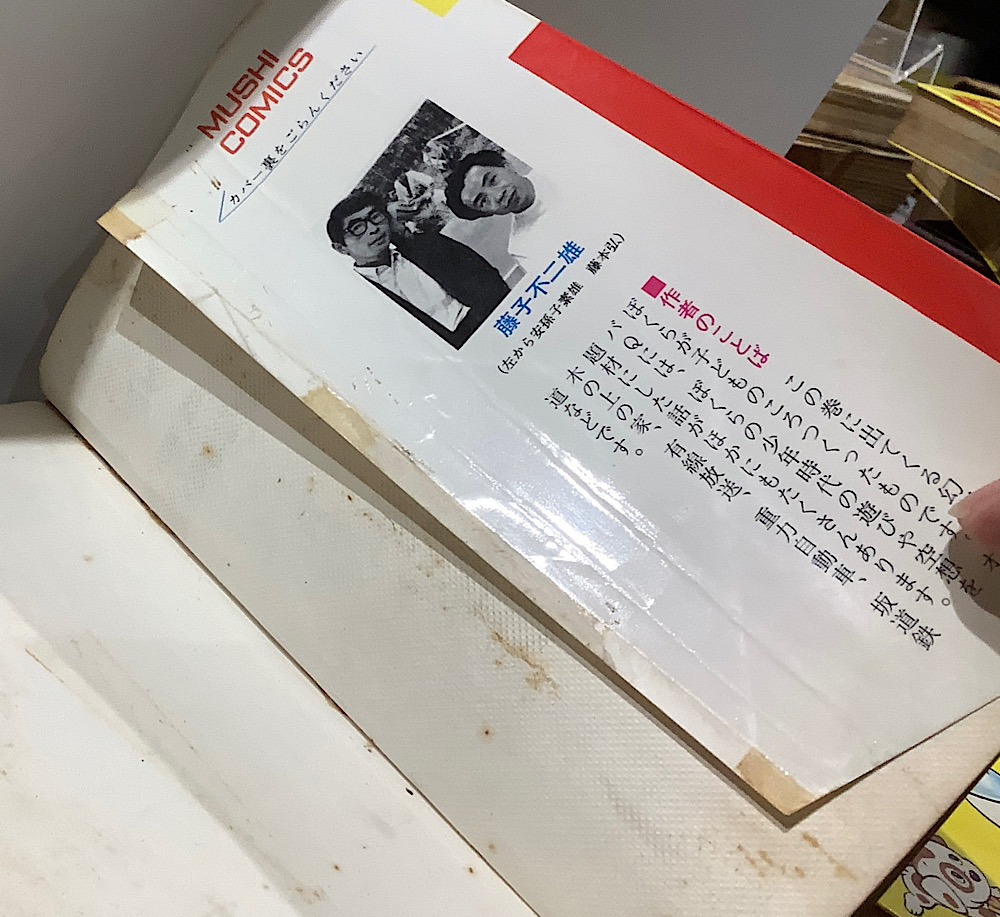 MUSHI
COMICS
カバー裏をごらんください
藤子不二雄
(左から安孫子素雄 藤本弘)
■作者のことば
この巻に出てくる幻
ぼくらが子どものころつくったものです。オ
バQには、ぼくらの少年時代の遊びや空想を
題材にした話がほかにもたくさんあります。
木の上の家、有線放送、重力自動車、坂道鉄
道などです。